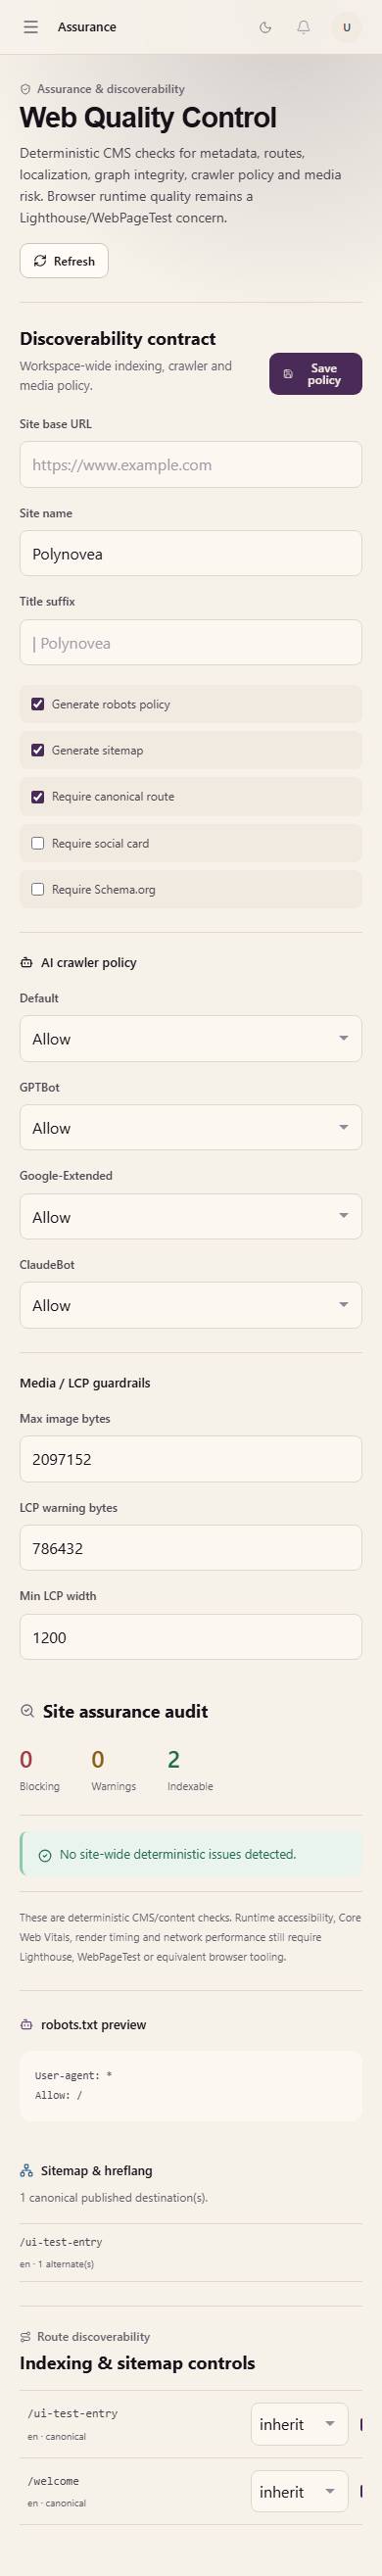 Assurance
U
Assurance & discoverability
Web Quality Control
Deterministic CMS checks for metadata, routes,
localization, graph integrity, crawler policy and media
risk. Browser runtime quality remains a
Lighthouse/WebPageTest concern.
Refresh
Discoverability contract
Workspace-wide indexing, crawler and
media policy.
Save
policy
Site base URL
https://www.example.com
Site name
Polynovea
Title suffix
| Polynovea
Generate robots policy
Generate sitemap
Require canonical route
Require social card
Require Schema.org
AI crawler policy
Default
Allow
GPTBot
Allow
Google-Extended
Allow
ClaudeBot
Allow
Media / LCP guardrails
Max image bytes
2097152
LCP warning bytes
786432
Min LCP width
1200
Site assurance audit
0 0 2
Blocking Warnings Indexable
No site-wide deterministic issues detected.
These are deterministic CMS/content checks. Runtime accessibility, Core
Web Vitals, render timing and network performance still require
Lighthouse, WebPageTest or equivalent browser tooling.
robots.txt preview
User-agent: *
Allow: /
Sitemap & hreflang
1 canonical published destination(s).
/ui-test-entry
en · 1 alternate(s)
Route discoverability
Indexing & sitemap controls
/ui-test-entry
en · canonical
inherit
/welcome
en · canonical
inherit